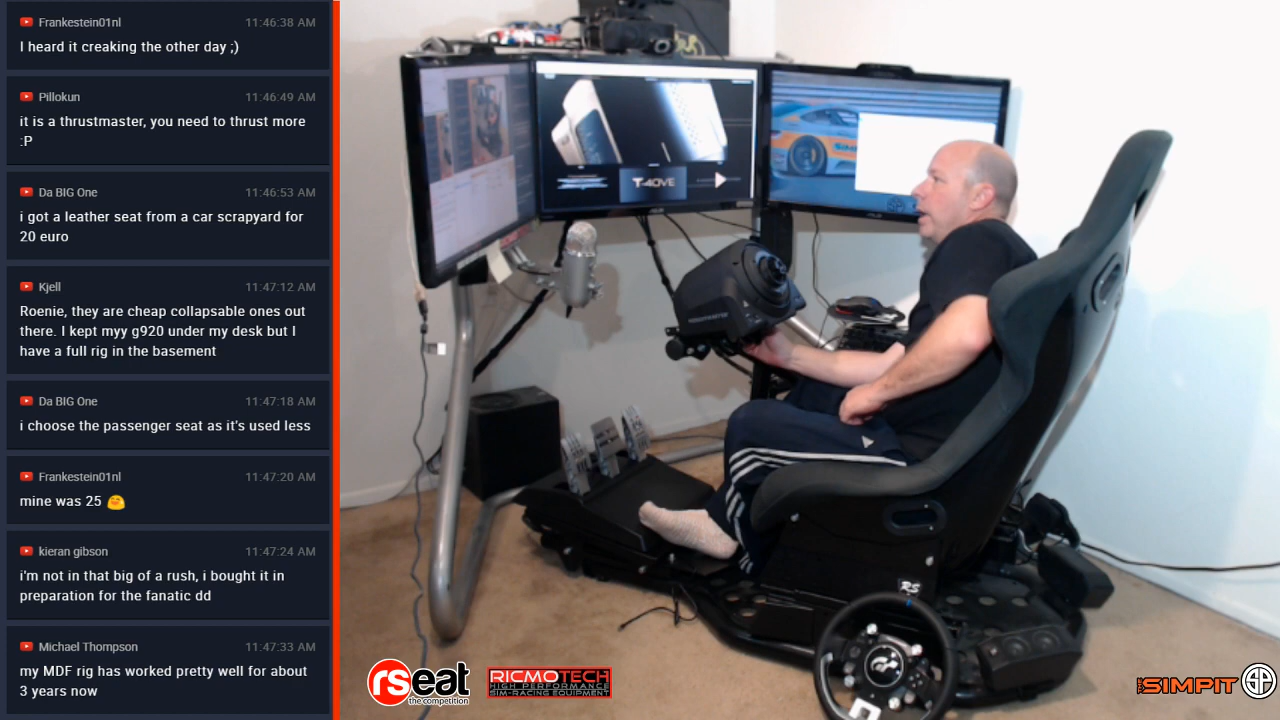 Frankestein01nl 11:46:38 AM
I heard it creaking the other day ;)
Pillokun 11:46:49 AM
it is a thrustmaster, you need to thrust more
:P
Da BIG One 11:46:53 AM
i got a leather seat from a car scrapyard for
20 euro
Kjell 11:47:12 AM
Roenie, they are cheap collapsable ones out
there. I kept myy g920 under my desk but I
have a full rig in the basement
Da BIG One 11:47:18 AM
i choose the passenger seat as it's used less
Frankestein01nl 11:47:20 AM
mine was 25 😋
kieran gibson 11:47:24 AM
i'm not in that big of a rush, i bought it in
preparation for the fanatic dd
Michael Thompson 11:47:33 AM
my MDF rig has worked pretty well for about
3 years now
T-40VE
RS
rseat
the competition
RICMOTECH
HIGH PERFORMANCE
SIM-RACING EQUIPMENT
THE SIMPIT SP